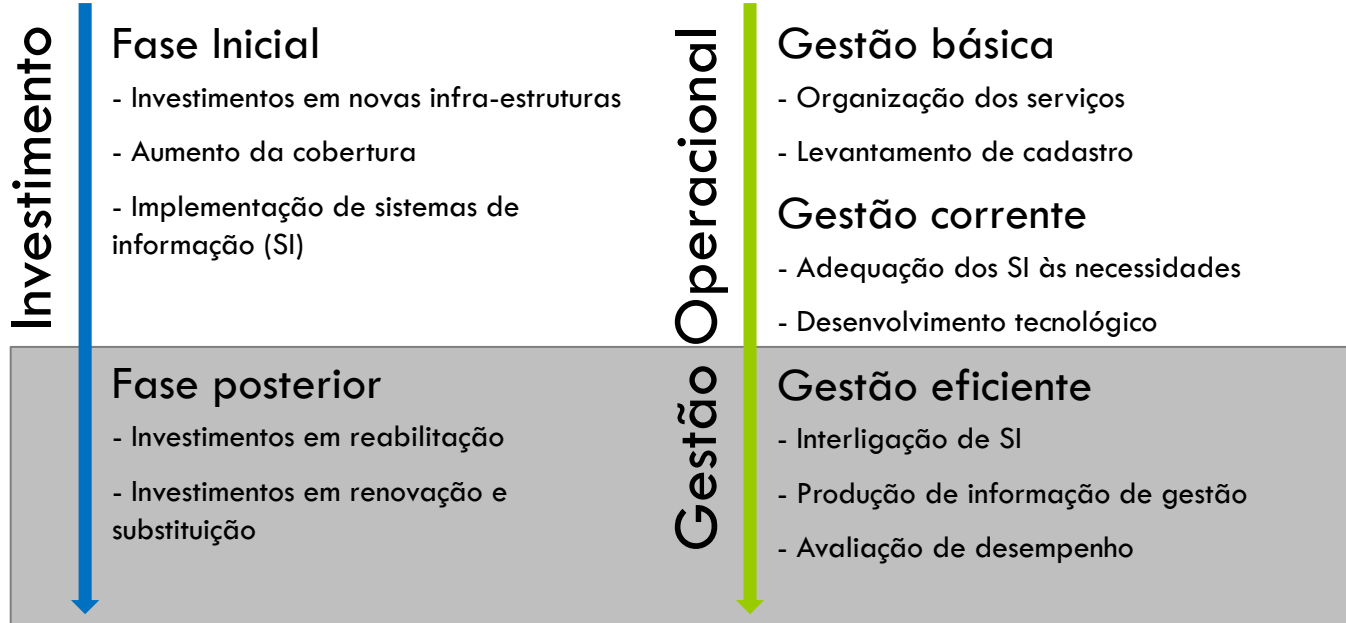 Investimento
Fase Inicial
- Investimentos em novas infra-estruturas
- Aumento da cobertura
- Implementação de sistemas de
informação (SI)
Fase posterior
- Investimentos em reabilitação
- Investimentos em renovação e
substituição
Gestão Operacional
Gestão básica
- Organização dos serviços
- Levantamento de cadastro
Gestão corrente
- Adequação dos SI às necessidades
- Desenvolvimento tecnológico
Gestão eficiente
- Interligação de SI
- Produção de informação de gestão
- Avaliação de desempenho